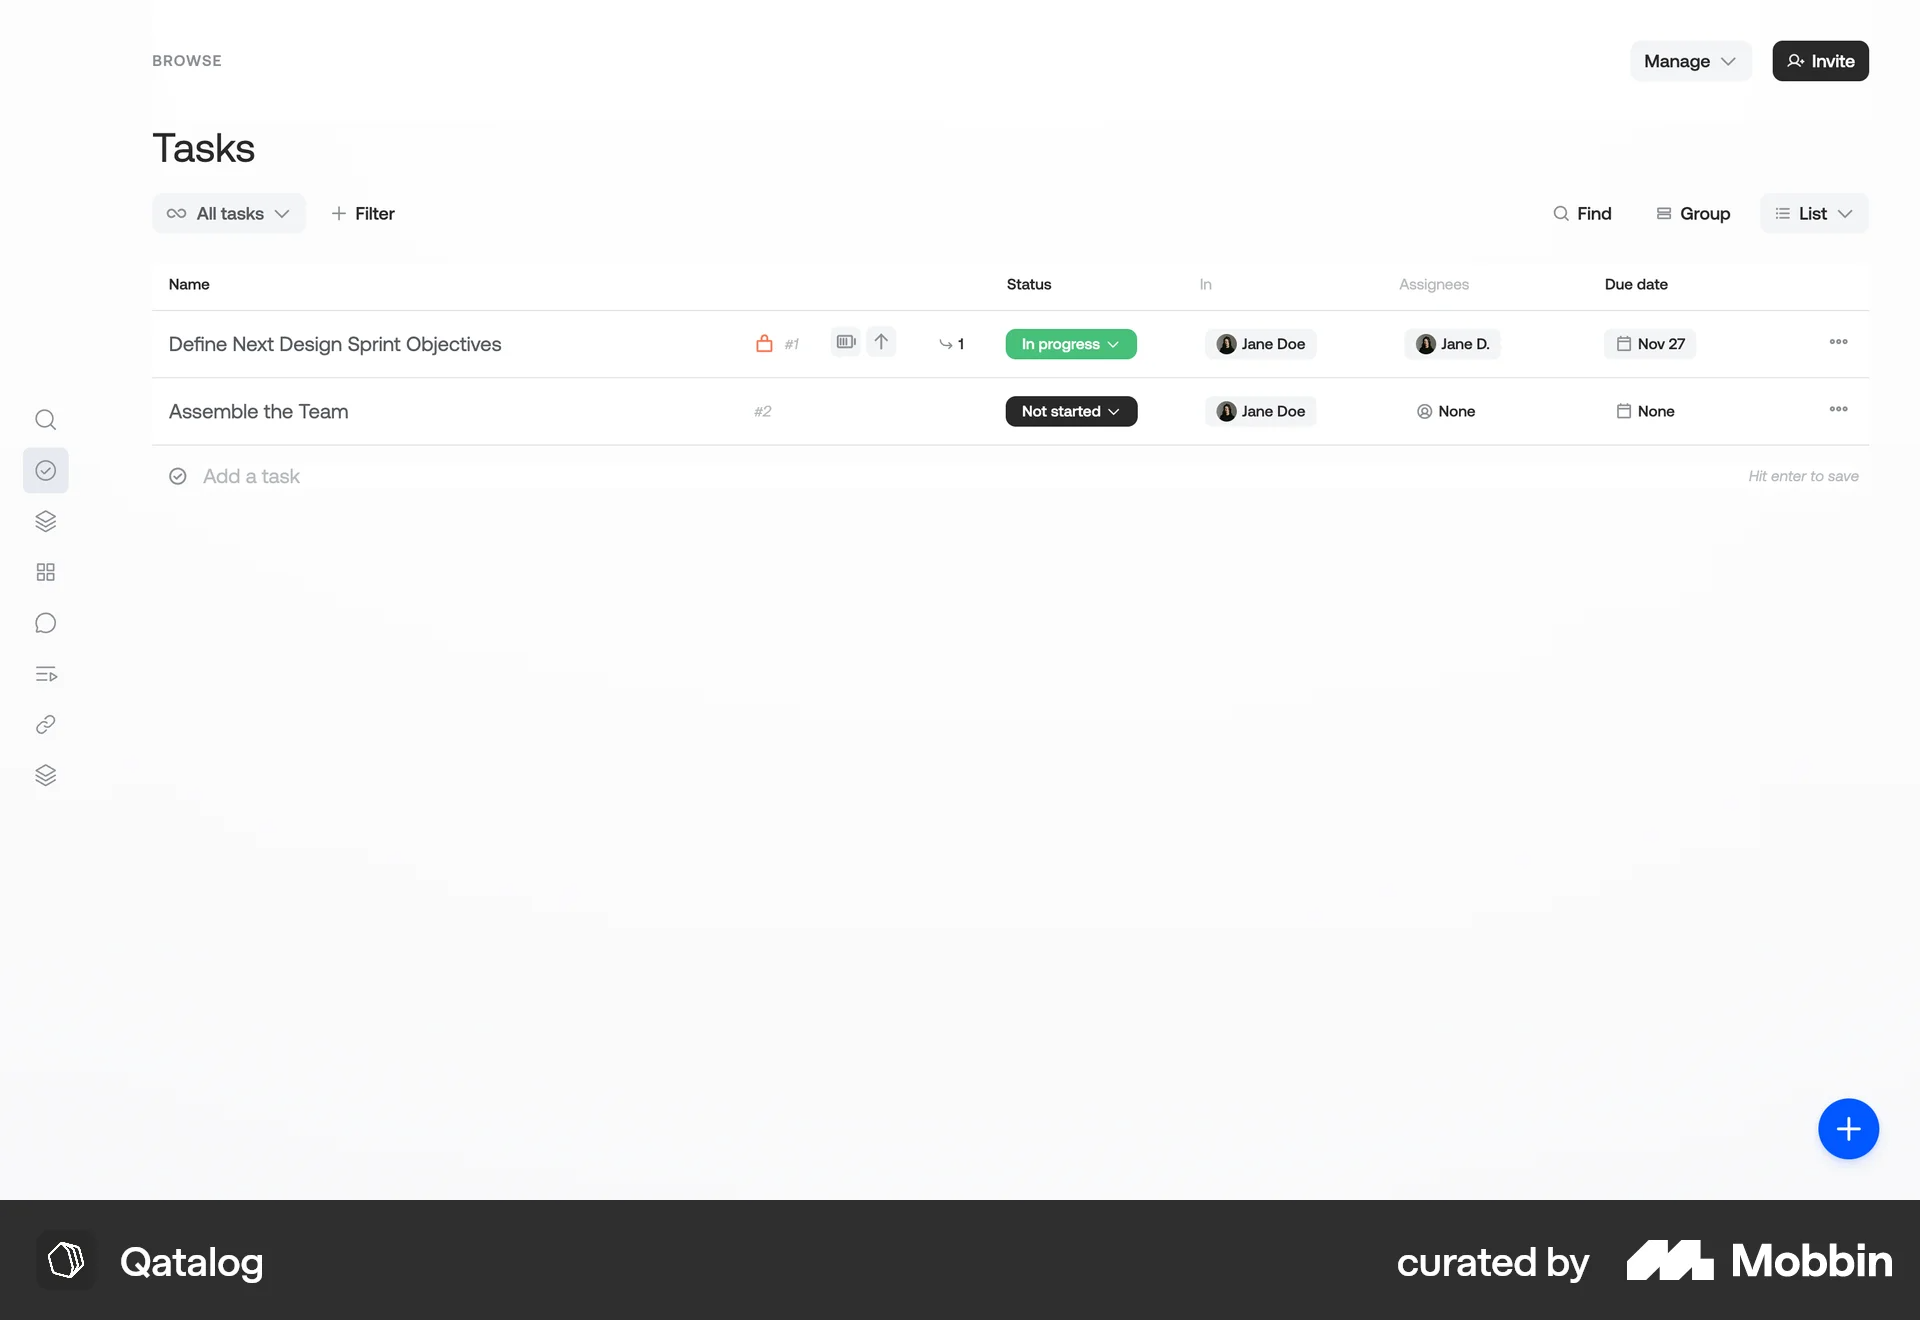 BROWSE
Manage
Invite
Tasks
All tasks
Filter
Find
Group
List
Name Status In Assignees Due date
Define Next Design Sprint Objectives #1 1 In progress Jane Doe Jane D. Nov 27
Assemble the Team #2 Not started Jane Doe None None
Add a task Hit enter to save
Qatalog curated by Mobbin